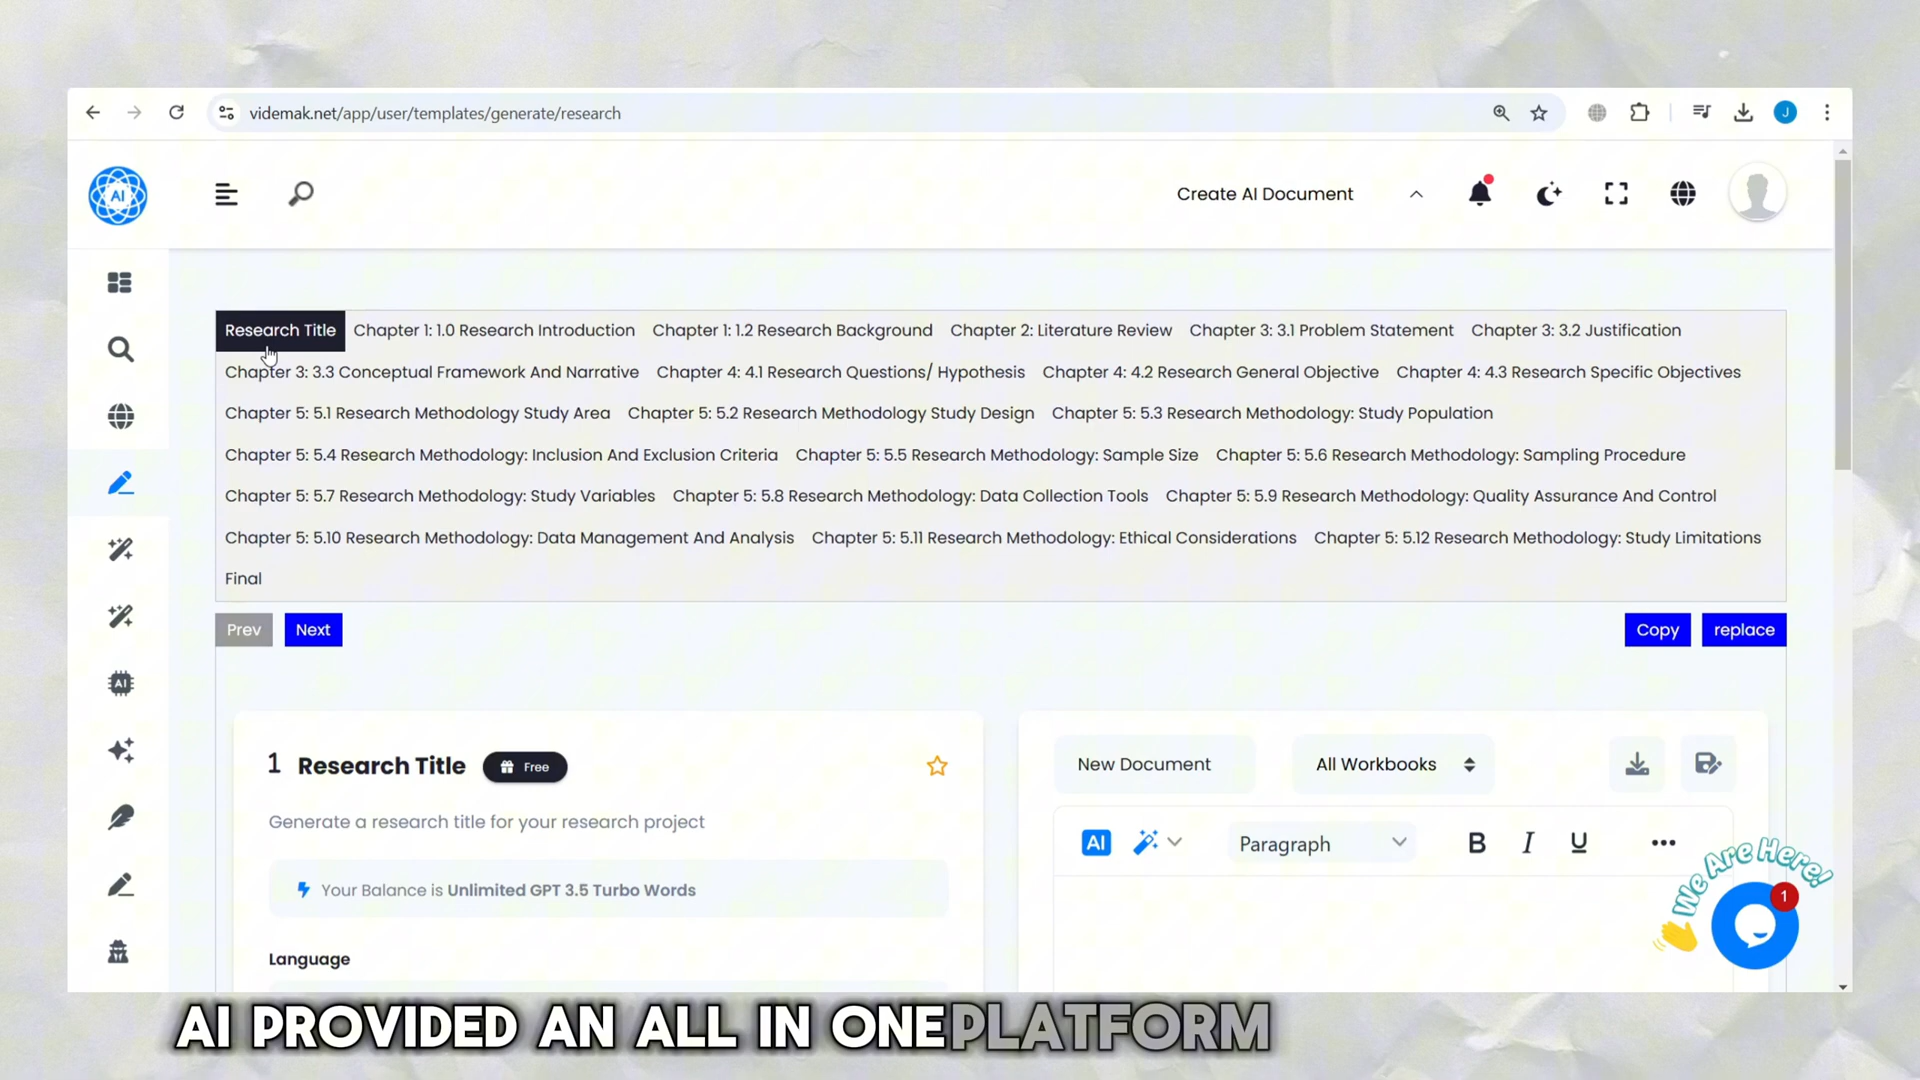 videmak.net/app/user/templates/generate/research
J
AI
Create AI Document
Research Title Chapter 1: 1.0 Research Introduction Chapter 1: 1.2 Research Background Chapter 2: Literature Review Chapter 3: 3.1 Problem Statement Chapter 3: 3.2 Justification
Chapter 3: 3.3 Conceptual Framework And Narrative Chapter 4: 4.1 Research Questions/ Hypothesis Chapter 4: 4.2 Research General Objective Chapter 4: 4.3 Research Specific Objectives
Chapter 5: 5.1 Research Methodology Study Area Chapter 5: 5.2 Research Methodology Study Design Chapter 5: 5.3 Research Methodology: Study Population
Chapter 5: 5.4 Research Methodology: Inclusion And Exclusion Criteria Chapter 5: 5.5 Research Methodology: Sample Size Chapter 5: 5.6 Research Methodology: Sampling Procedure
Chapter 5: 5.7 Research Methodology: Study Variables Chapter 5: 5.8 Research Methodology: Data Collection Tools Chapter 5: 5.9 Research Methodology: Quality Assurance And Control
Chapter 5: 5.10 Research Methodology: Data Management And Analysis Chapter 5: 5.11 Research Methodology: Ethical Considerations Chapter 5: 5.12 Research Methodology: Study Limitations
Final
Prev Next Copy replace
AI
1 Research Title Free
Generate a research title for your research project
Your Balance is Unlimited GPT 3.5 Turbo Words
Language
New Document All Workbooks
AI Paragraph B I U
We Are Here!
1
AI PROVIDED AN ALL IN ONE PLATFORM